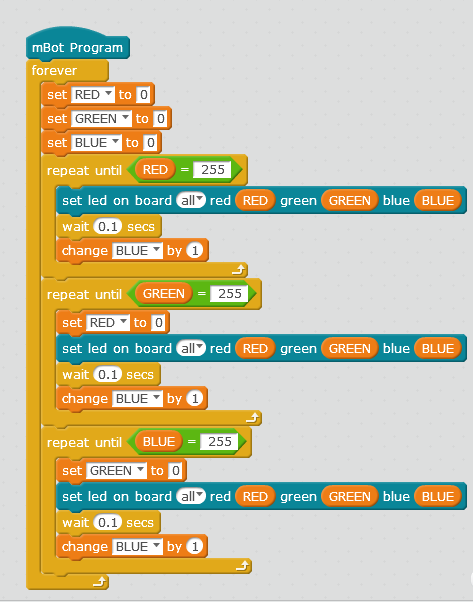 mBot Program
forever
set RED to 0
set GREEN to 0
set BLUE to 0
repeat until RED = 255
set led on board all red RED green GREEN blue BLUE
wait 0.1 secs
change BLUE by 1
repeat until GREEN = 255
set RED to 0
set led on board all red RED green GREEN blue BLUE
wait 0.1 secs
change BLUE by 1
repeat until BLUE = 255
set GREEN to 0
set led on board all red RED green GREEN blue BLUE
wait 0.1 secs
change BLUE by 1